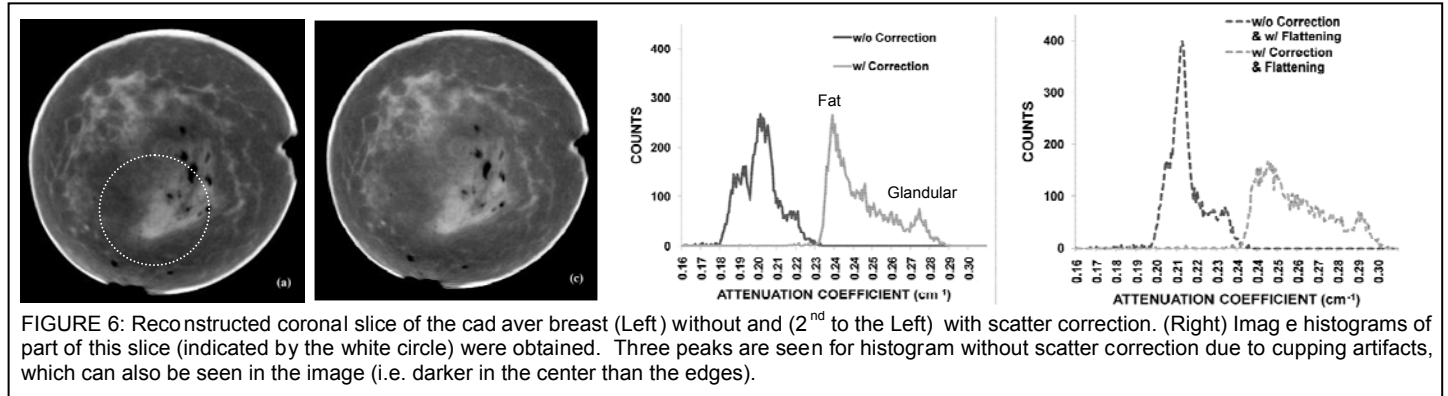 (a)
(c)
COUNTS
400
300
200
100
0
w/o Correction
w/ Correction
Fat
Glandular
0.16
0.17
0.18
0.19
0.20
0.21
0.22
0.23
0.24
0.25
0.26
0.27
0.28
0.29
0.30
ATTENUATION COEFFICIENT (cm-1)
COUNTS
400
300
200
100
0
w/o Correction
& w/ Flattening
w/ Correction
& Flattening
0.16
0.17
0.18
0.19
0.20
0.21
0.22
0.23
0.24
0.24
0.25
0.26
0.27
0.28
0.29
0.30
ATTENUATION COEFFICIENT (cm-1)
FIGURE 6: Reco nstructed coronal slice of the cad aver breast (Left ) without and (2nd to the Left) with scatter correction. (Right) Imag e histograms of
part of this slice (indicated by the white circle) were obtained. Three peaks are seen for histogram without scatter correction due to cupping artifacts,
which can also be seen in the image (i.e. darker in the center than the edges).